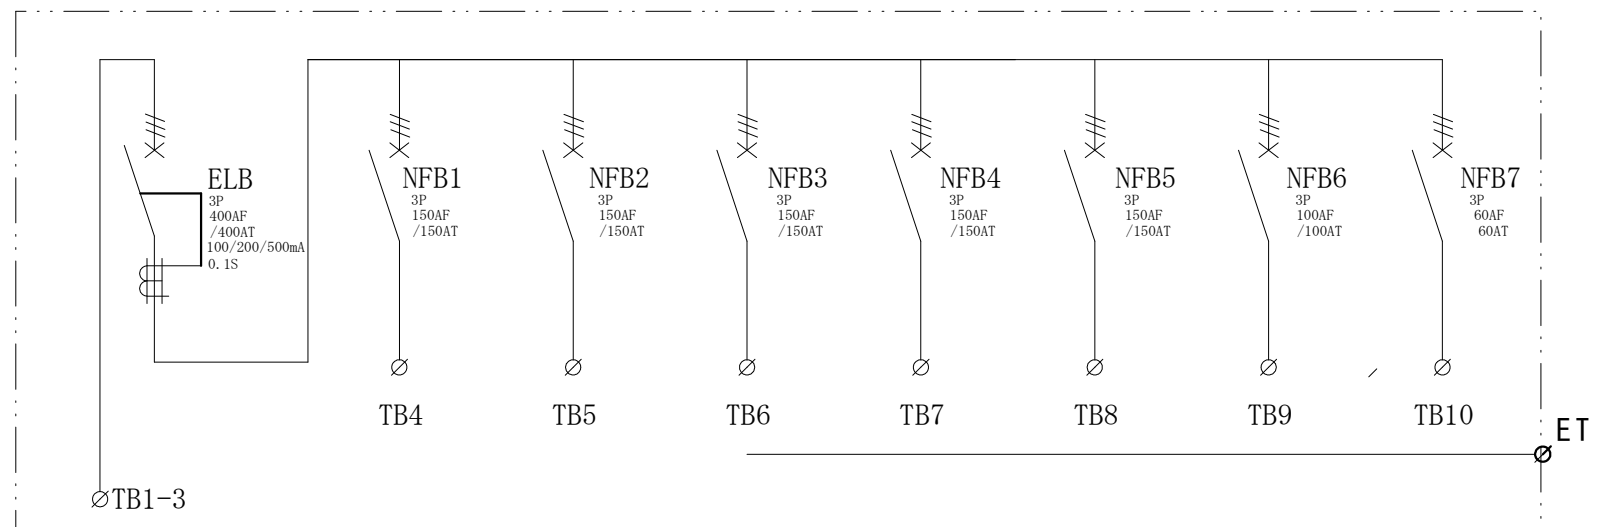 ELB
3P
400AF
/400AT
100/200/500mA
0.1S
NFB1
3P
150AF
/150AT
NFB2
3P
150AF
/150AT
NFB3
3P
150AF
/150AT
NFB4
3P
150AF
/150AT
NFB5
3P
150AF
/150AT
NFB6
3P
100AF
/100AT
NFB7
3P
60AF
60AT
TB4
TB5
TB6
TB7
TB8
TB9
TB10
ET
TB1-3